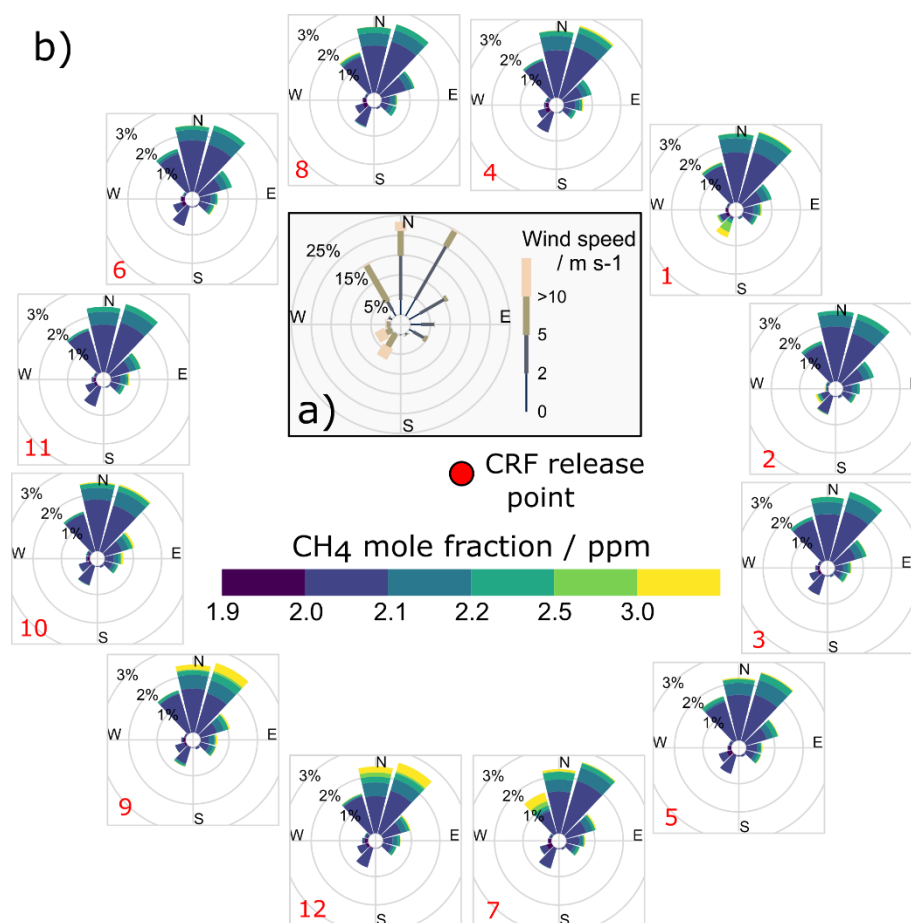 b)
N
3%
2%
1%
W
E
S
8
N
3%
2%
1%
W
E
S
4
N
3%
2%
1%
W
E
S
6
N
3%
2%
1%
W
E
S
1
N
25%
15%
5%
W
E
S
a)
Wind speed
/ m s-1
>10
5
2
0
N
3%
2%
1%
W
E
S
11
N
3%
2%
1%
W
E
S
2
CRF release
point
N
3%
2%
1%
W
E
S
10
N
3%
2%
1%
W
E
S
3
CH4 mole fraction / ppm
1.9 2.0 2.1 2.2 2.5 3.0
N
3%
2%
1%
W
E
S
9
N
3%
2%
1%
W
E
S
5
N
3%
2%
1%
W
E
S
12
N
3%
2%
1%
W
E
S
7